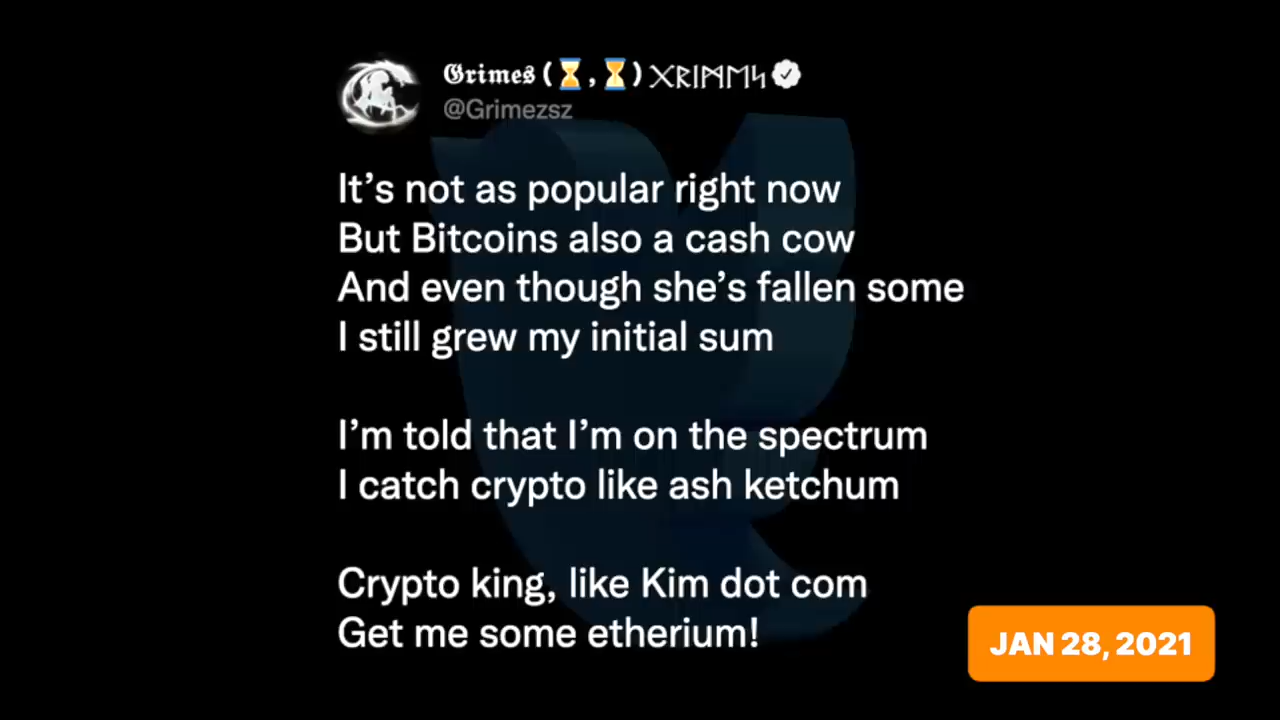 𝕲𝖗𝖎𝖒𝖊𝖘 (⏳,⏳) ᚷᚱᛁᛗᛖᛋ
@Grimezsz
It’s not as popular right now
But Bitcoins also a cash cow
And even though she’s fallen some
I still grew my initial sum
I’m told that I’m on the spectrum
I catch crypto like ash ketchum
Crypto king, like Kim dot com
Get me some etherium!
JAN 28, 2021